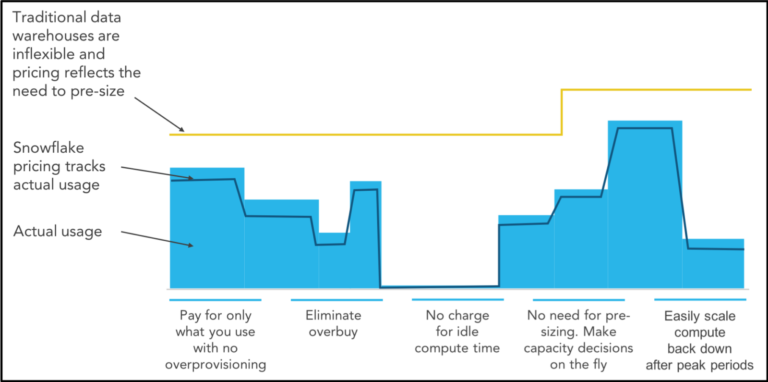 Traditional data
warehouses are
inflexible and
pricing reflects the
need to pre-size
Snowflake
pricing tracks
actual usage
Actual usage
Pay for only
what you use
with no
overprovisioning
Eliminate
overbuy
No charge
for idle
compute time
No need for pre-
sizing. Make
capacity decisions
on the fly
Easily scale
compute
back down
after peak periods